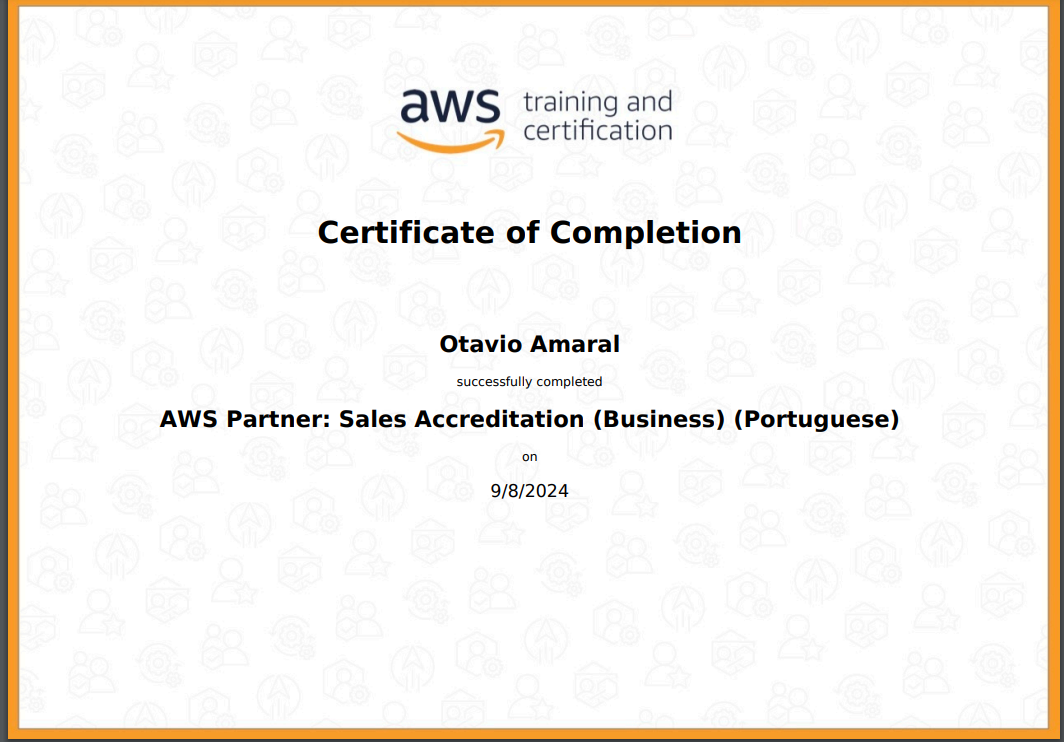 aws training and
certification
Certificate of Completion
Otavio Amaral
successfully completed
AWS Partner: Sales Accreditation (Business) (Portuguese)
on
9/8/2024